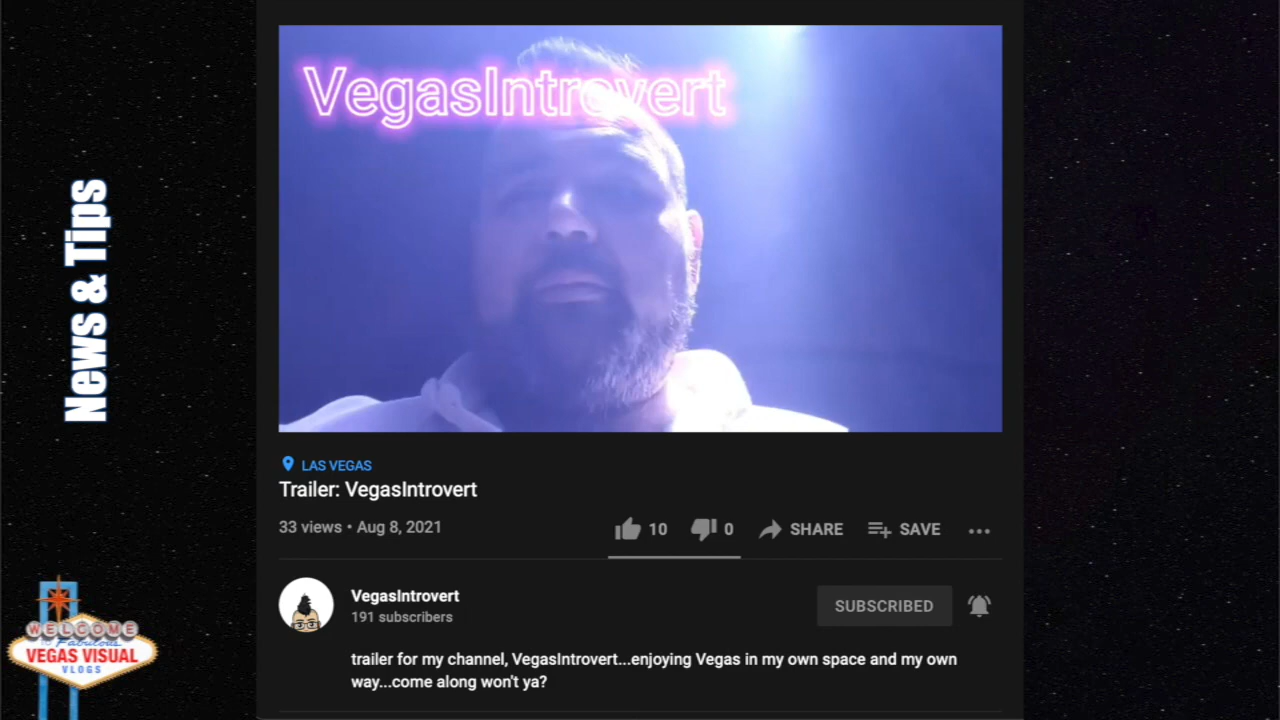 VegasIntrovert
News & Tips
LAS VEGAS
Trailer: VegasIntrovert
33 views • Aug 8, 2021
10
0
SHARE
SAVE
VegasIntrovert
191 subscribers
SUBSCRIBED
trailer for my channel, VegasIntrovert...enjoying Vegas in my own space and my own
way...come along won't ya?
WELCOME
to Fabulous
VEGAS VISUAL
VLOGS